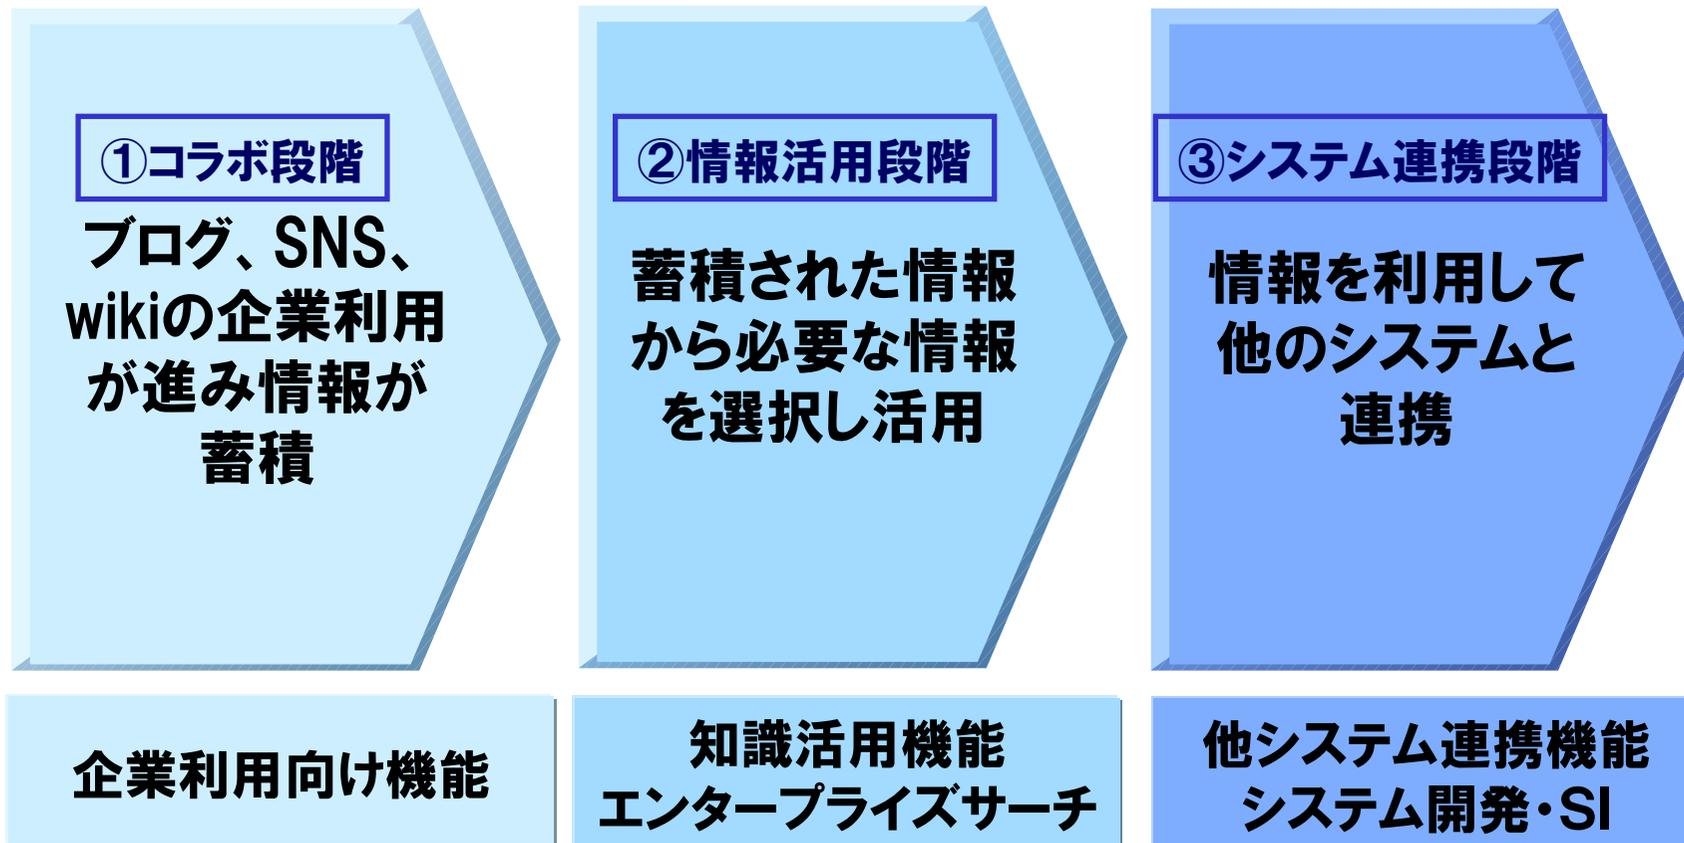 ①コラボ段階
ブログ、SNS、
wikiの企業利用
が進み情報が
蓄積
②情報活用段階
蓄積された情報
から必要な情報
を選択し活用
③システム連携段階
情報を利用して
他のシステムと
連携
企業利用向け機能
知識活用機能
エンタープライズサーチ
他システム連携機能
システム開発・SI